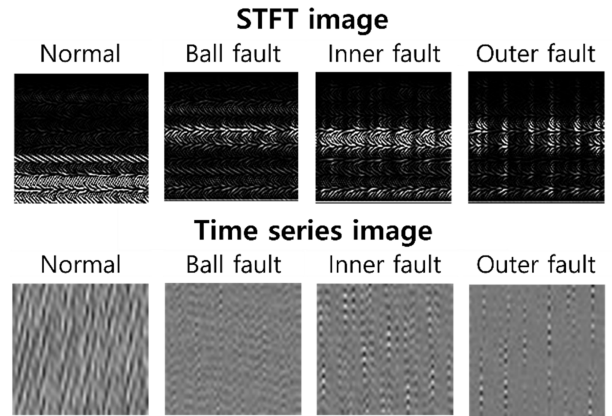 STFT image
Normal Ball fault Inner fault Outer fault
Time series image
Normal Ball fault Inner fault Outer fault